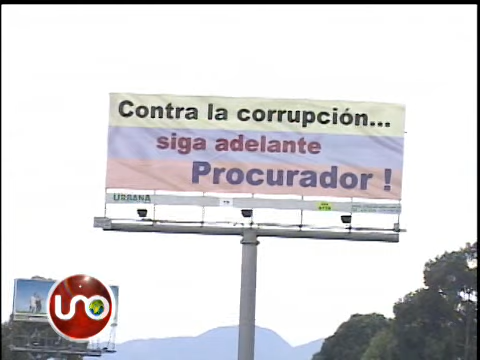 Contra la corrupción...
siga adelante
Procurador !
URBANA
UNO